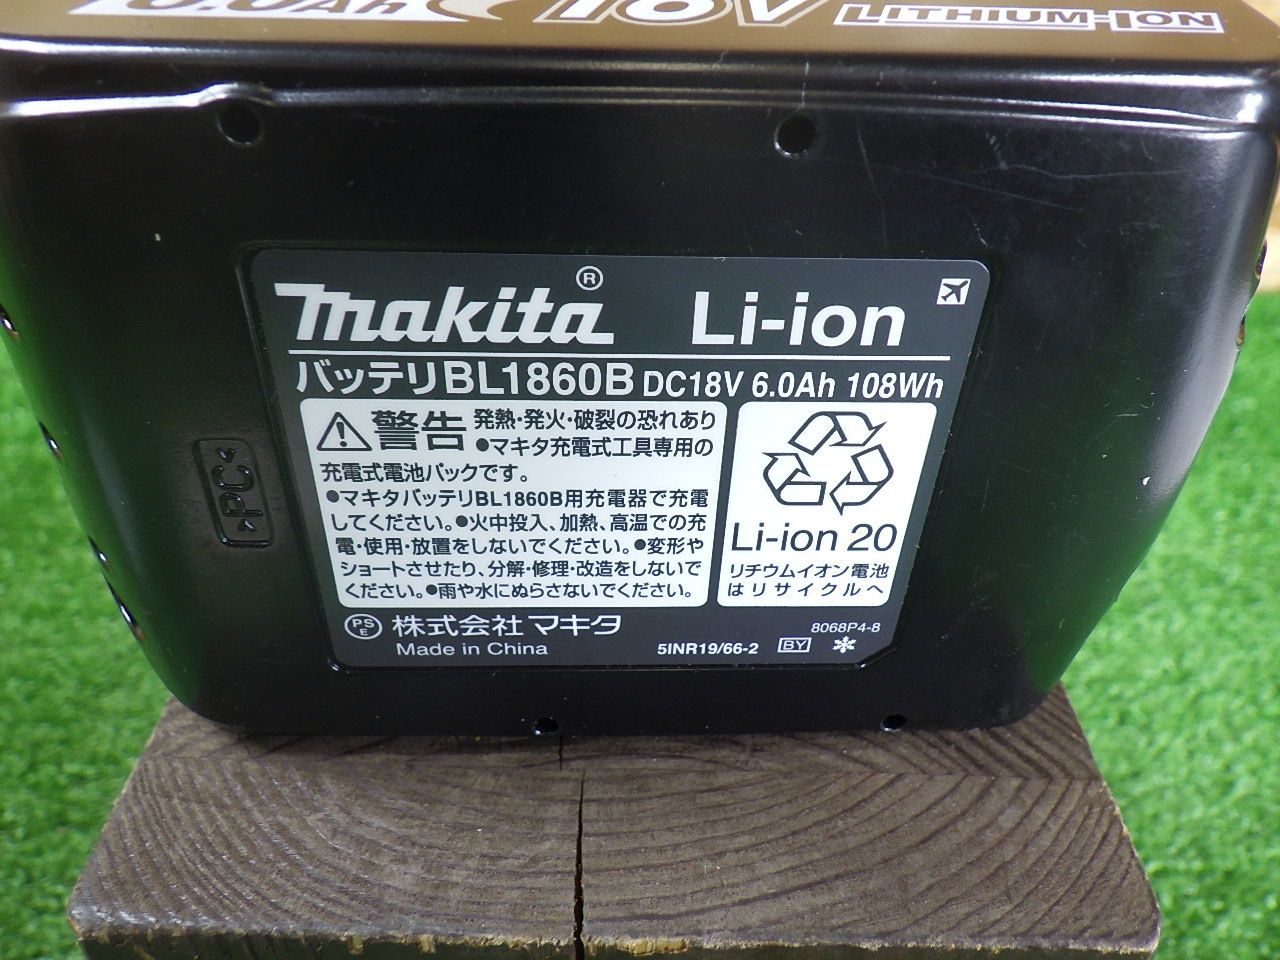 6.0Ah 18V LITHIUM-ION
makita® Li-ion
バッテリBL1860B DC18V 6.0Ah 108Wh
警告 発熱・発火・破裂の恐れあり
●マキタ充電式工具専用の
充電式電池パックです。
●マキタバッテリBL1860B用充電器で充電
してください。●火中投入、加熱、高温での充
電・使用・放置をしないでください。●変形や
ショートさせたり、分解・修理・改造をしないで
ください。●雨や水にぬらさないでください。
Li-ion 20
リチウムイオン電池
はリサイクルへ
PS
E
株式会社 マキタ
Made in China
5INR19/66-2 BY
8068P4-8
>PC<